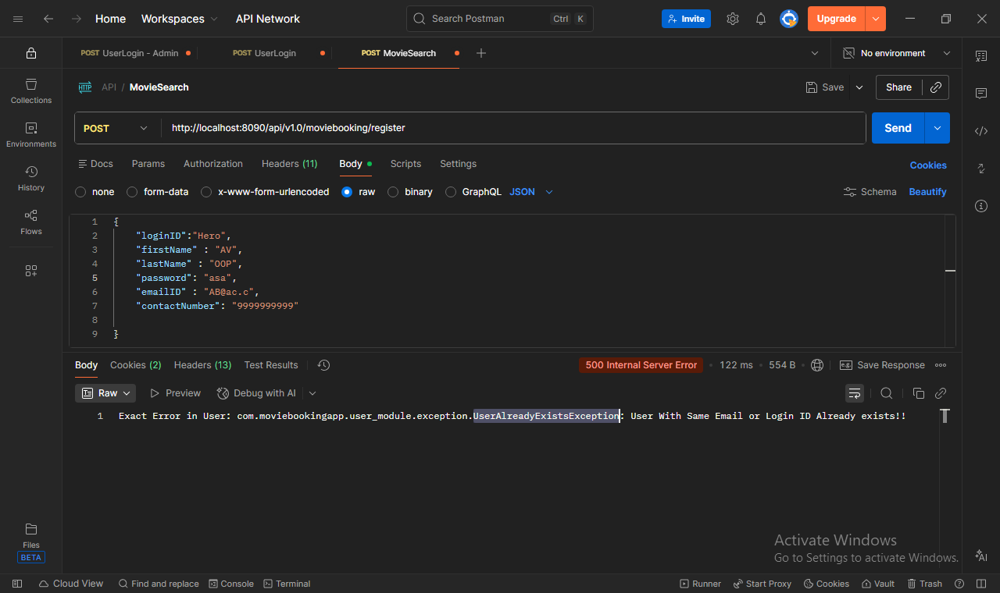 Home Workspaces API Network Search Postman Ctrl K Invite Upgrade
POST UserLogin - Admin POST UserLogin POST MovieSearch No environment
HTTP API / MovieSearch Save Share
Collections
POST http://localhost:8090/api/v1.0/moviebooking/register Send
Environments
Docs Params Authorization Headers (11) Body Scripts Settings Cookies
History
none form-data x-www-form-urlencoded raw binary GraphQL JSON Schema Beautify
Flows
1 {
2 "loginID":"Hero",
3 "firstName" : "AV",
4 "lastName" : "OOP",
5 "password": "asa",
6 "emailID" : "AB@ac.c",
7 "contactNumber": "9999999999"
8
9 }
Body Cookies (2) Headers (13) Test Results 500 Internal Server Error 122 ms 554 B e.g. Save Response
Raw Preview Debug with AI
1 Exact Error in User: com.moviebookingapp.user_module.exception.UserAlreadyExistsException: User With Same Email or Login ID Already exists!!
Files
BETA
Activate Windows
Go to Settings to activate Windows.
AI
Cloud View Find and replace Console Terminal Runner Start Proxy Cookies Vault Trash